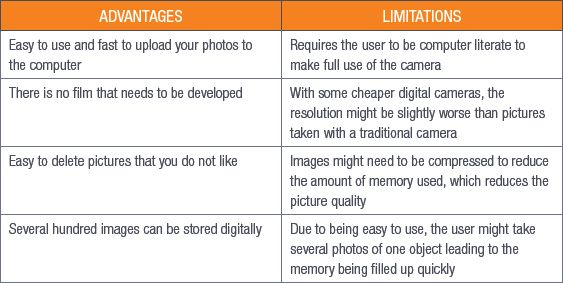 ADVANTAGES
LIMITATIONS
Easy to use and fast to upload your photos to
the computer
Requires the user to be computer literate to
make full use of the camera
There is no film that needs to be developed
With some cheaper digital cameras, the
resolution might be slightly worse than pictures
taken with a traditional camera
Easy to delete pictures that you do not like
Images might need to be compressed to reduce
the amount of memory used, which reduces the
picture quality
Several hundred images can be stored digitally
Due to being easy to use, the user might take
several photos of one object leading to the
memory being filled up quickly